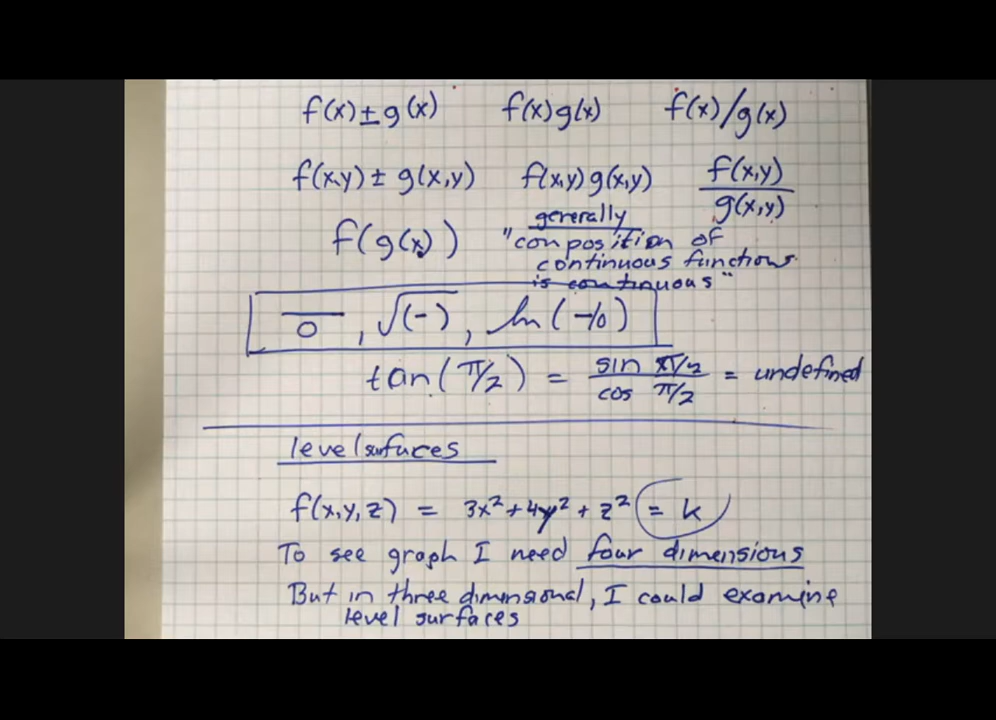 f(x) ± g(x) f(x)g(x) f(x)/g(x)
f(x,y) ± g(x,y) f(x,y)g(x,y) f(x,y)/g(x,y)
generally
f(g(x)) "composition of
continuous functions
is continuous"
—/0, √(-), ln(-/0)
tan(π/2) = sin π/2 / cos π/2 = undefined
level surfaces
f(x,y,z) = 3x² + 4y² + z² = k
To see graph I need four dimensions
But in three dimensional, I could examine
level surfaces